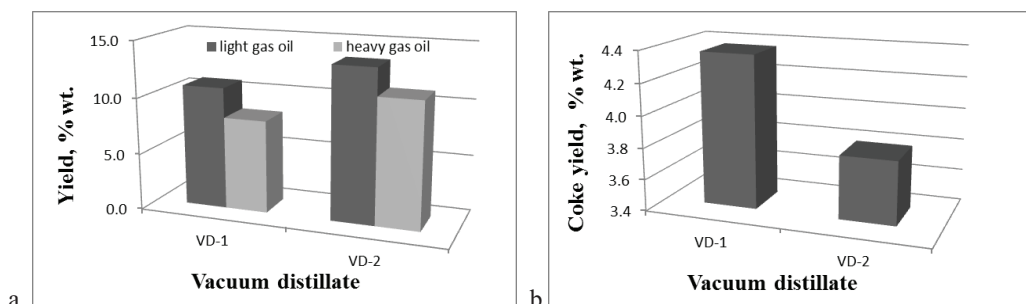 15.0
light gas oil heavy gas oil
10.0
5.0
0.0
Yield, % wt.
VD-1
VD-2
Vacuum distillate
a
4.4
4.2
4.0
3.8
3.6
3.4
Coke yield, % wt.
VD-1
VD-2
Vacuum distillate
b